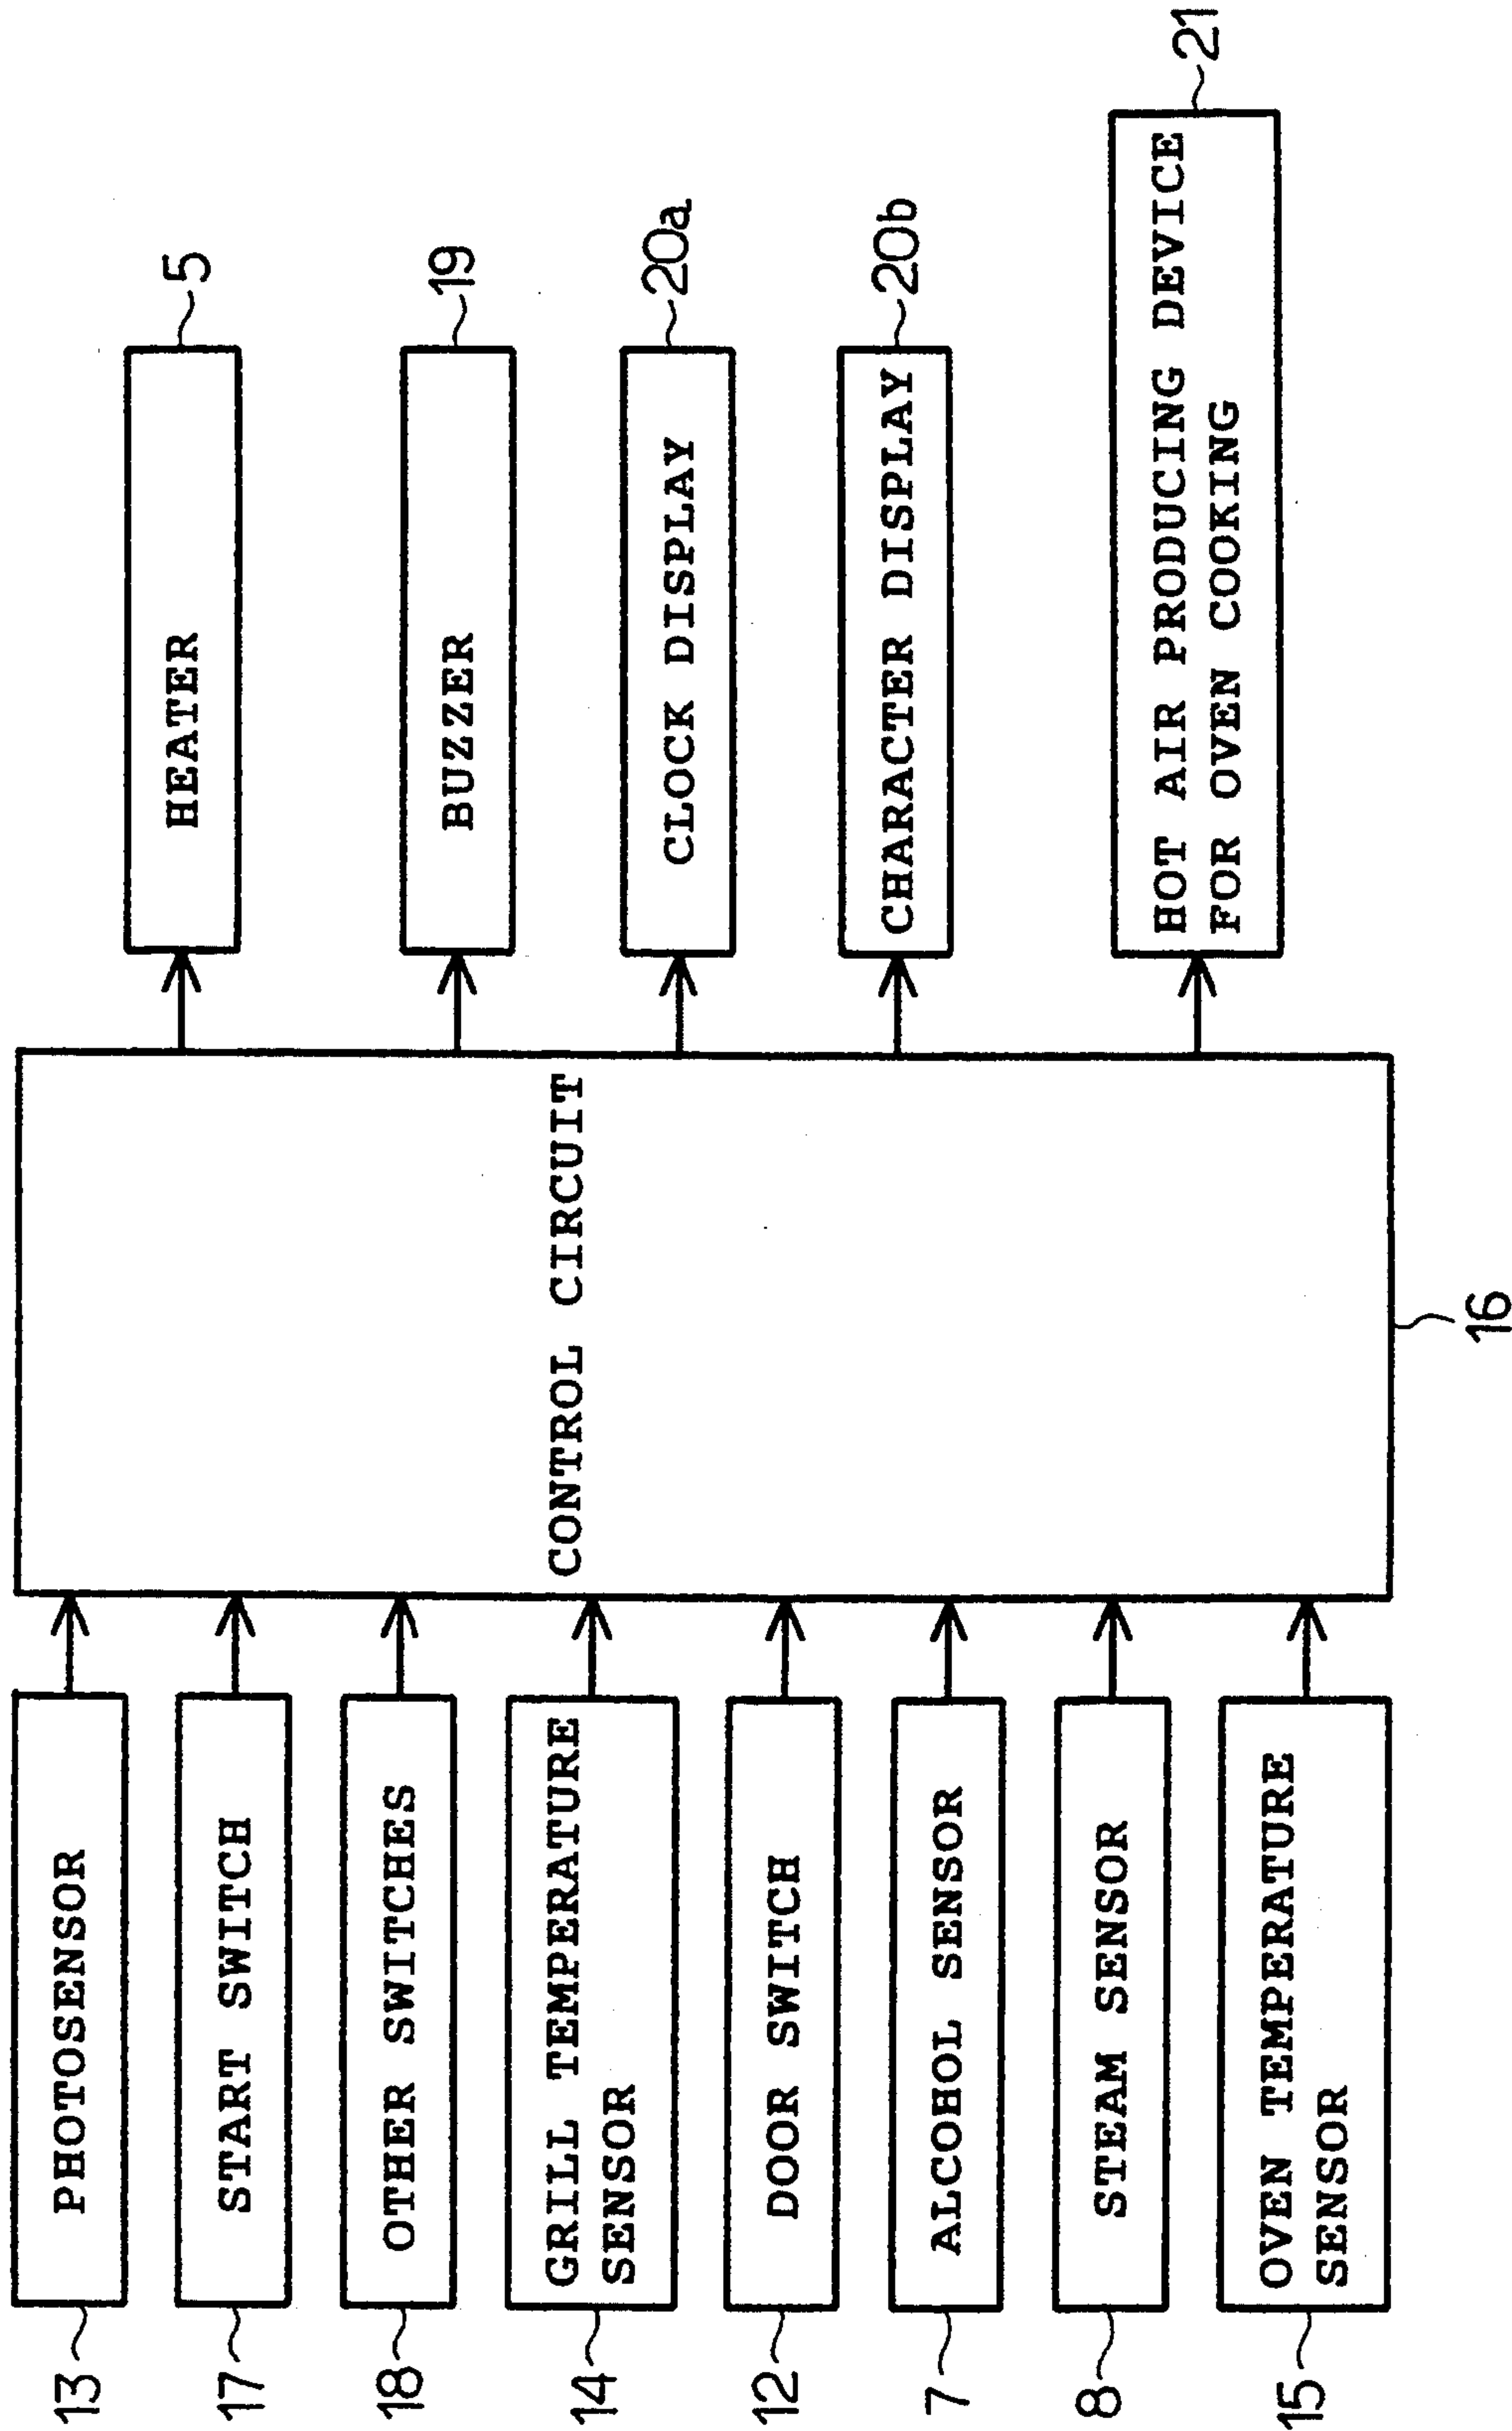 13
PHOTOSENSOR
17
START SWITCH
18
OTHER SWITCHES
14
GRILL TEMPERATURE
SENSOR
12
DOOR SWITCH
7
ALCOHOL SENSOR
8
STEAM SENSOR
15
OVEN TEMPERATURE
SENSOR
CONTROL CIRCUIT
16
HEATER
5
BUZZER
19
CLOCK DISPLAY
20a
CHARACTER DISPLAY
20b
HOT AIR PRODUCING DEVICE
FOR OVEN COOKING
21